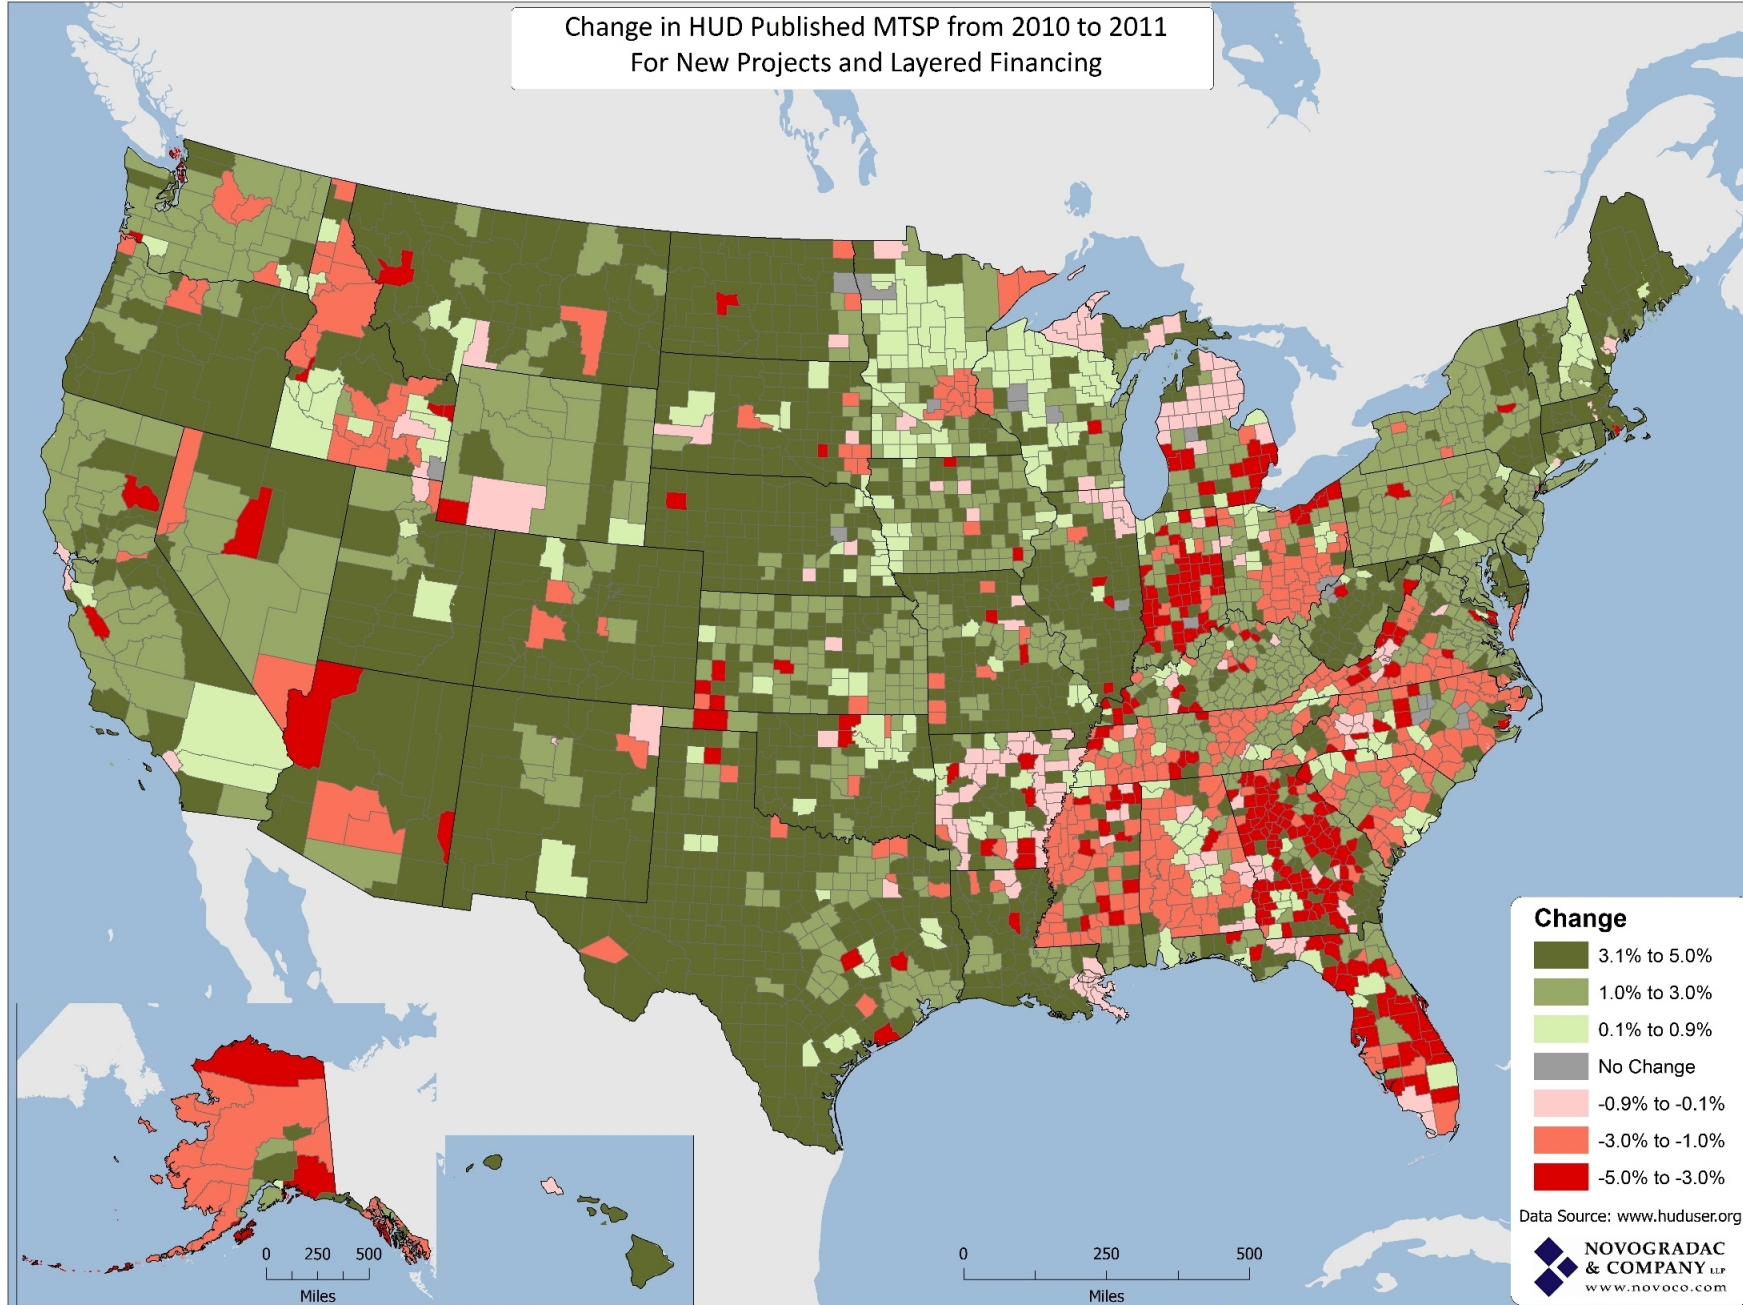 Change in HUD Published MTSP from 2010 to 2011
For New Projects and Layered Financing
Change
3.1% to 5.0%
1.0% to 3.0%
0.1% to 0.9%
No Change
-0.9% to -0.1%
-3.0% to -1.0%
-5.0% to -3.0%
Data Source: www.huduser.org
NOVOGRADAC
& COMPANY LLP
www.novoco.com
0 250 500
Miles
0 250 500
Miles